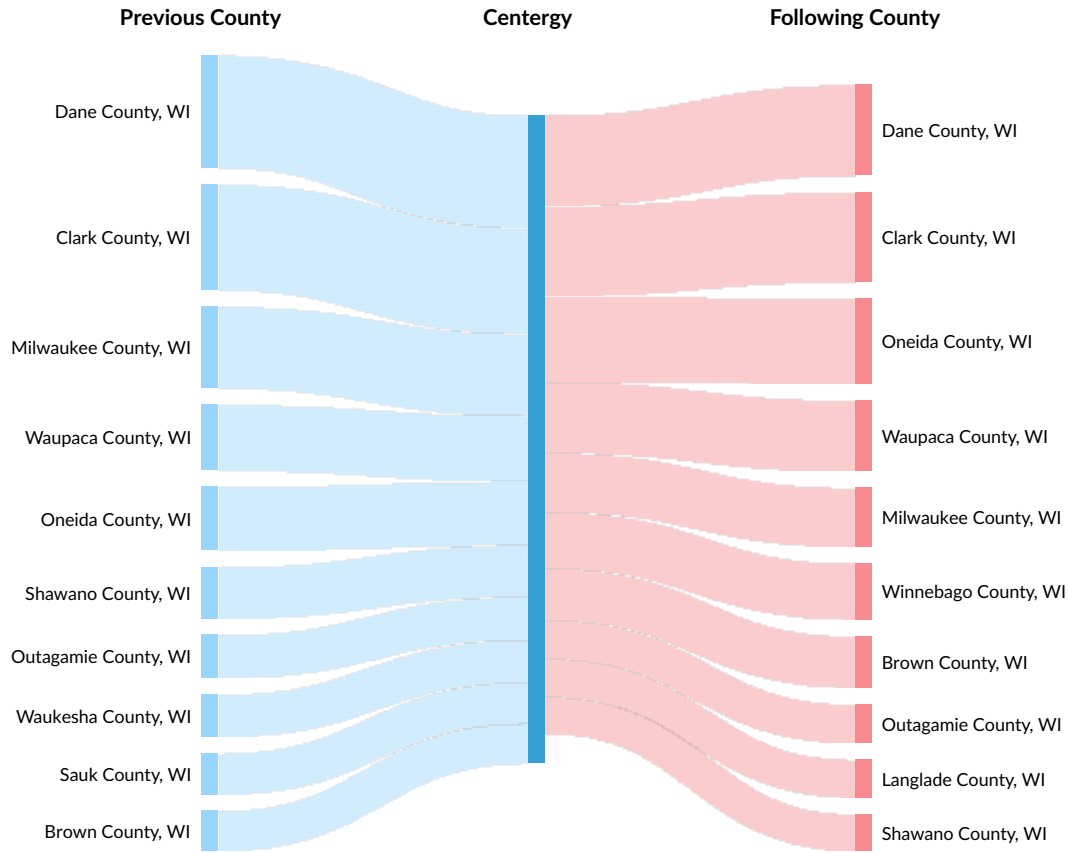 Previous County
Centergy
Following County
Dane County, WI
Clark County, WI
Milwaukee County, WI
Waupaca County, WI
Oneida County, WI
Shawano County, WI
Outagamie County, WI
Waukesha County, WI
Sauk County, WI
Brown County, WI
Dane County, WI
Clark County, WI
Oneida County, WI
Waupaca County, WI
Milwaukee County, WI
Winnebago County, WI
Brown County, WI
Outagamie County, WI
Langlade County, WI
Shawano County, WI